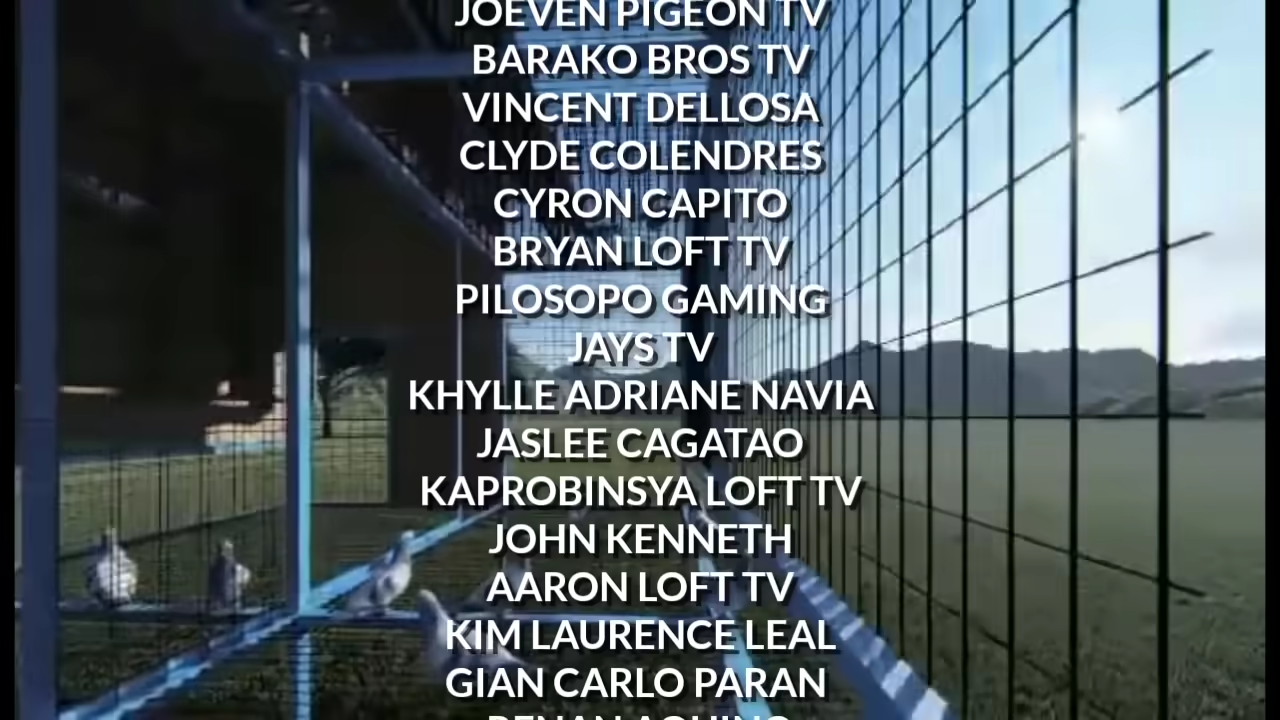 JOEVEN PIGEON TV
BARAKO BROS TV
VINCENT DELLOSA
CLYDE COLENDRES
CYRON CAPITO
BRYAN LOFT TV
PILOSOPO GAMING
JAYS TV
KHYLLE ADRIANE NAVIA
JASLEE CAGATAO
KAPROBINSYA LOFT TV
JOHN KENNETH
AARON LOFT TV
KIM LAURENCE LEAL
GIAN CARLO PARAN